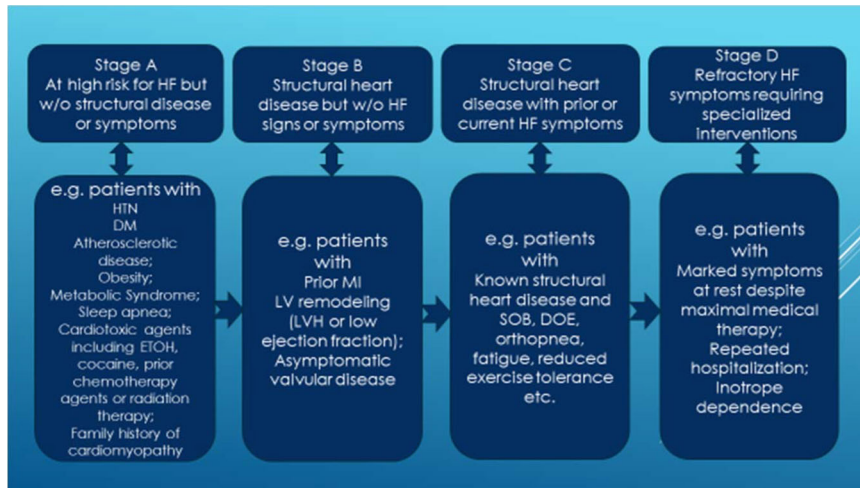 Stage A
At high risk for HF but
w/o structural disease
or symptoms
Stage B
Structural heart
disease but w/o HF
signs or symptoms
Stage C
Structural heart
disease with prior or
current HF symptoms
Stage D
Refractory HF
symptoms requiring
specialized
interventions
e.g. patients with
HTN
DM
Atherosclerotic
disease;
Obesity;
Metabolic Syndrome;
Sleep apnea;
Cardiotoxic agents
including ETOH,
cocaine, prior
chemotherapy
agents or radiation
therapy;
Family history of
cardiomyopathy
e.g. patients
with
Prior MI
LV remodeling
(LVH or low
ejection fraction);
Asymptomatic
valvular disease
e.g. patients
with
Known structural
heart disease and
SOB, DOE,
orthopnea,
fatigue, reduced
exercise tolerance
etc.
e.g. patients
with
Marked symptoms
at rest despite
maximal medical
therapy;
Repeated
hospitalization;
Inotrope
dependence